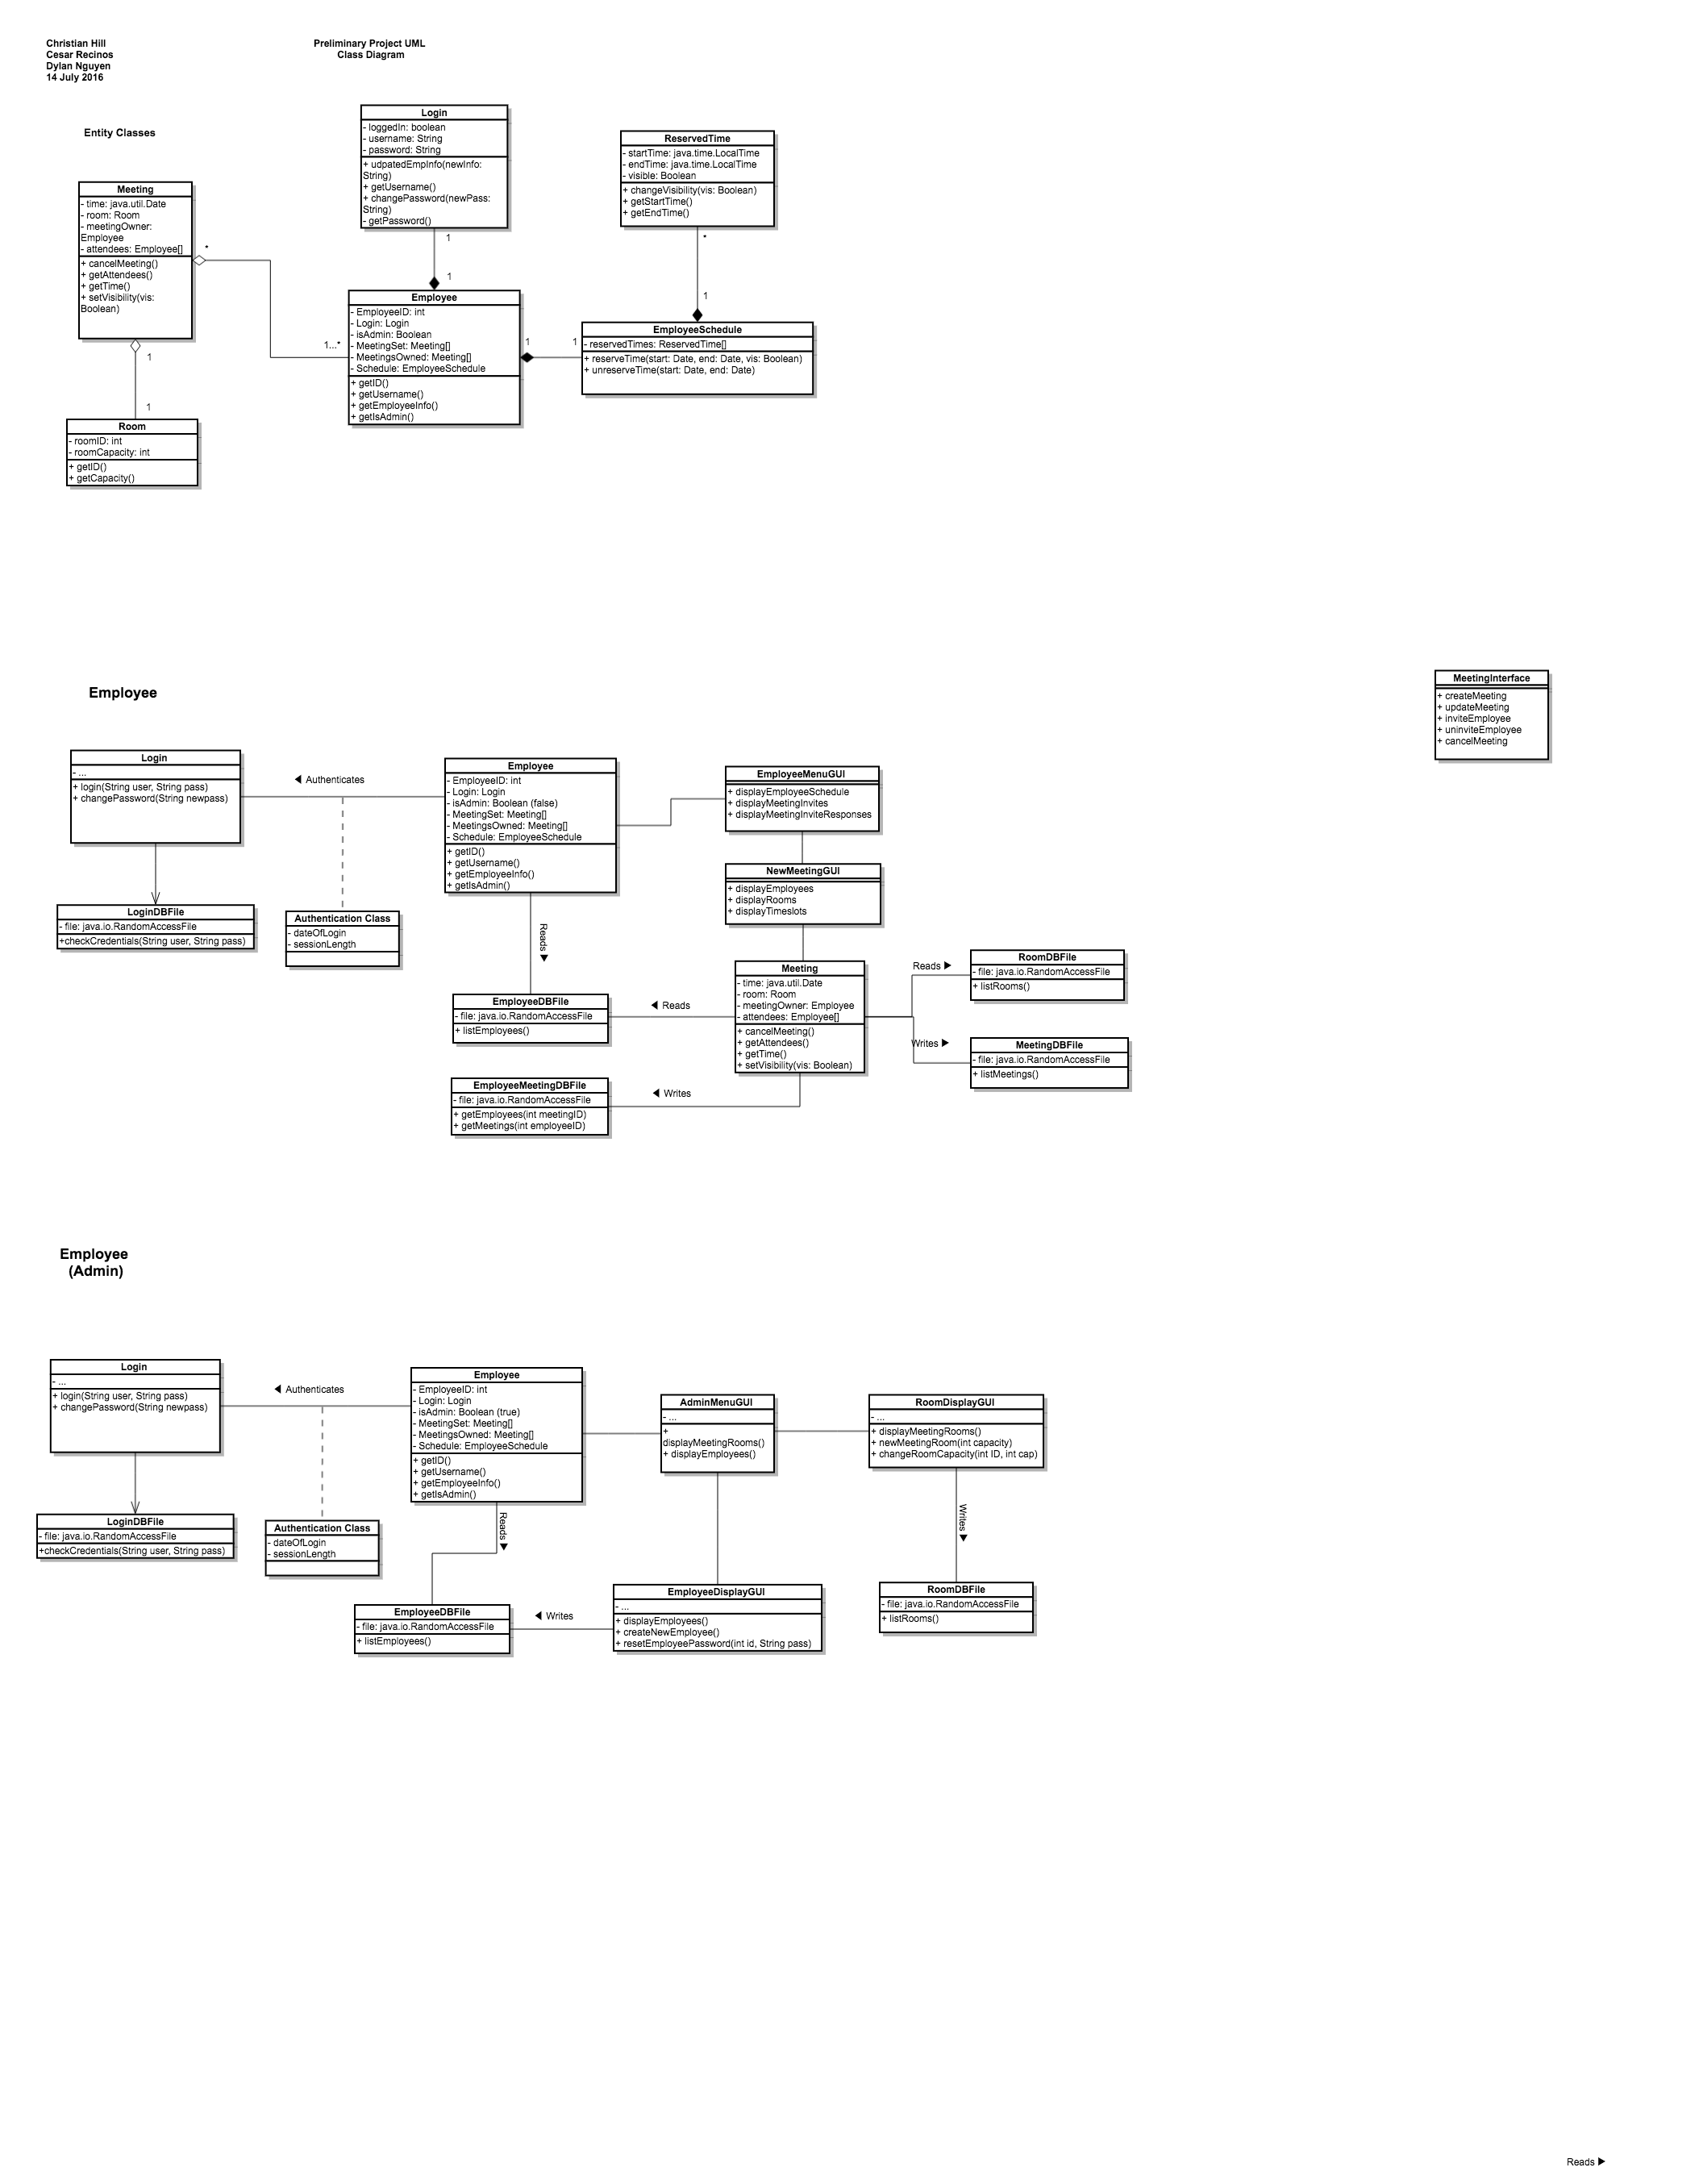 Christian Hill
Cesar Recinos
Dylan Nguyen
14 July 2016
Preliminary Project UML
Class Diagram
Entity Classes
Login
- loggedIn: boolean
- username: String
- password: String
+ udpatedEmpInfo(newInfo:
String)
+ getUsername()
+ changePassword(newPass:
String)
- getPassword()
ReservedTime
- startTime: java.time.LocalTime
- endTime: java.time.LocalTime
- visible: Boolean
+ changeVisibility(vis: Boolean)
+ getStartTime()
+ getEndTime()
Meeting
- time: java.util.Date
- room: Room
- meetingOwner:
Employee
- attendees: Employee[]
+ cancelMeeting()
+ getAttendees()
+ getTime()
+ setVisibility(vis:
Boolean)
*
1
1
*
1
Employee
- EmployeeID: int
- Login: Login
- isAdmin: Boolean
- MeetingSet: Meeting[]
- MeetingsOwned: Meeting[]
- Schedule: EmployeeSchedule
+ getID()
+ getUsername()
+ getEmployeeInfo()
+ getIsAdmin()
1...*
1
1
EmployeeSchedule
- reservedTimes: ReservedTime[]
+ reserveTime(start: Date, end: Date, vis: Boolean)
+ unreserveTime(start: Date, end: Date)
1
1
Room
- roomID: int
- roomCapacity: int
+ getID()
+ getCapacity()
MeetingInterface
+ createMeeting
+ updateMeeting
+ inviteEmployee
+ uninviteEmployee
+ cancelMeeting
Employee
Login
- ...
+ login(String user, String pass)
+ changePassword(String newpass)
◀ Authenticates
Employee
- EmployeeID: int
- Login: Login
- isAdmin: Boolean (false)
- MeetingSet: Meeting[]
- MeetingsOwned: Meeting[]
- Schedule: EmployeeSchedule
+ getID()
+ getUsername()
+ getEmployeeInfo()
+ getIsAdmin()
EmployeeMenuGUI
+ displayEmployeeSchedule
+ displayMeetingInvites
+ displayMeetingInviteResponses
NewMeetingGUI
+ displayEmployees
+ displayRooms
+ displayTimeslots
LoginDBFile
- file: java.io.RandomAccessFile
+checkCredentials(String user, String pass)
Authentication Class
- dateOfLogin
- sessionLength
Reads ▶
Meeting
- time: java.util.Date
- room: Room
- meetingOwner: Employee
- attendees: Employee[]
+ cancelMeeting()
+ getAttendees()
+ getTime()
+ setVisibility(vis: Boolean)
Reads ▶
RoomDBFile
- file: java.io.RandomAccessFile
+ listRooms()
EmployeeDBFile
- file: java.io.RandomAccessFile
+ listEmployees()
◀ Reads
Writes ▶
MeetingDBFile
- file: java.io.RandomAccessFile
+ listMeetings()
EmployeeMeetingDBFile
- file: java.io.RandomAccessFile
+ getEmployees(int meetingID)
+ getMeetings(int employeeID)
◀ Writes
Employee
(Admin)
Login
- ...
+ login(String user, String pass)
+ changePassword(String newpass)
◀ Authenticates
Employee
- EmployeeID: int
- Login: Login
- isAdmin: Boolean (true)
- MeetingSet: Meeting[]
- MeetingsOwned: Meeting[]
- Schedule: EmployeeSchedule
+ getID()
+ getUsername()
+ getEmployeeInfo()
+ getIsAdmin()
AdminMenuGUI
- ...
+
displayMeetingRooms()
+ displayEmployees()
RoomDisplayGUI
- ...
+ displayMeetingRooms()
+ newMeetingRoom(int capacity)
+ changeRoomCapacity(int ID, int cap)
LoginDBFile
- file: java.io.RandomAccessFile
+checkCredentials(String user, String pass)
Authentication Class
- dateOfLogin
- sessionLength
Reads ▶
Writes ▶
EmployeeDBFile
- file: java.io.RandomAccessFile
+ listEmployees()
◀ Writes
EmployeeDisplayGUI
- ...
+ displayEmployees()
+ createNewEmployee()
+ resetEmployeePassword(int id, String pass)
RoomDBFile
- file: java.io.RandomAccessFile
+ listRooms()
Reads ▶